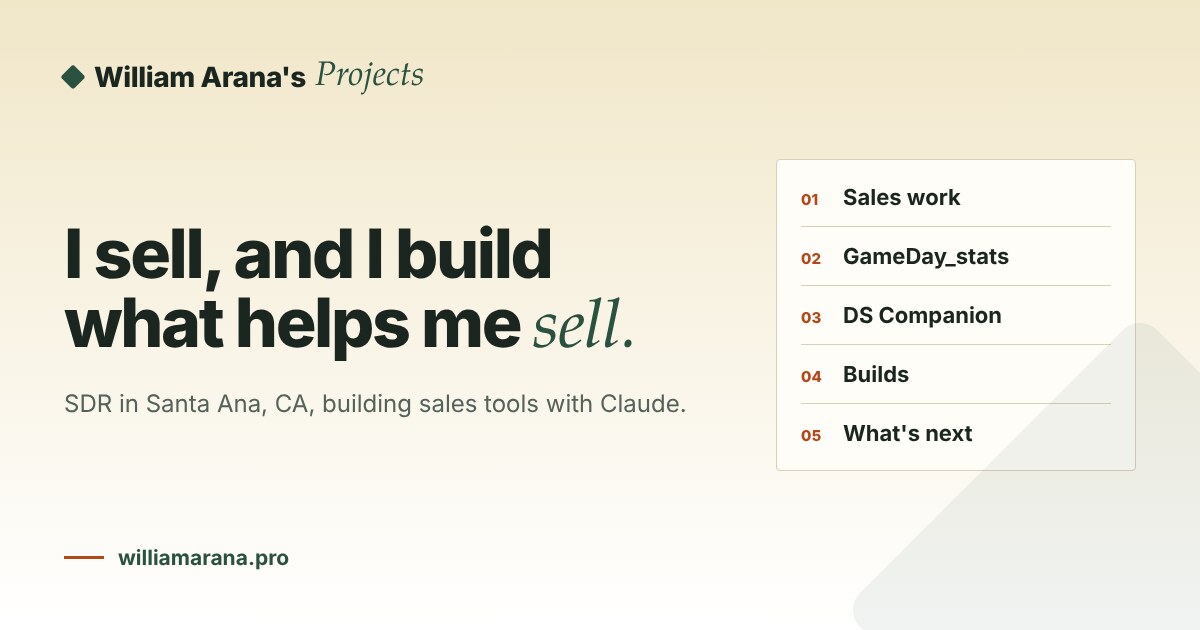 William Arana's Projects
I sell, and I build
what helps me sell.
SDR in Santa Ana, CA, building sales tools with Claude.
williamarana.pro
01 Sales work
02 GameDay_stats
03 DS Companion
04 Builds
05 What's next